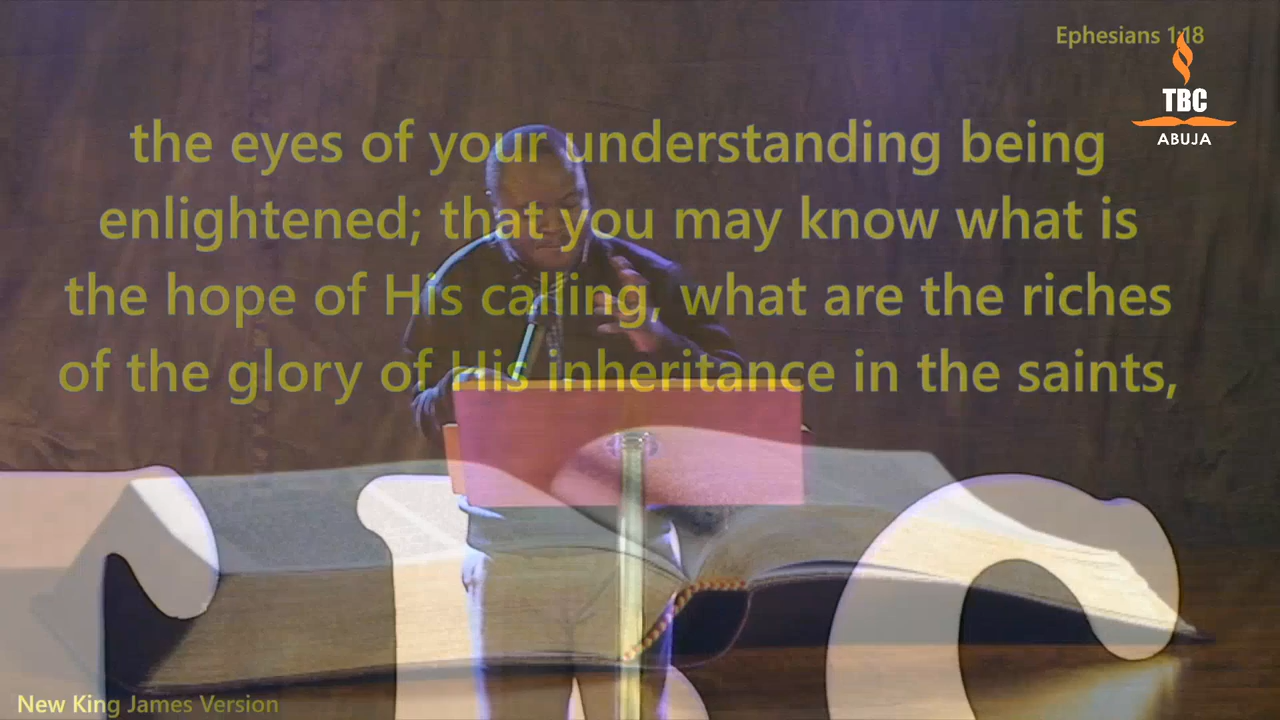 Ephesians 1:18
TBC
ABUJA
the eyes of your understanding being
enlightened; that you may know what is
the hope of His calling, what are the riches
of the glory of His inheritance in the saints,
New King James Version